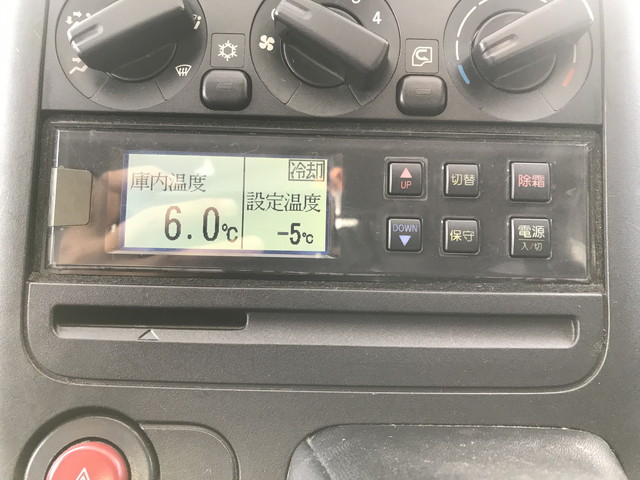 4
冷却
庫内温度
6.0℃
設定温度
-5℃
UP
切替
除霜
DOWN
保守
電源
入/切